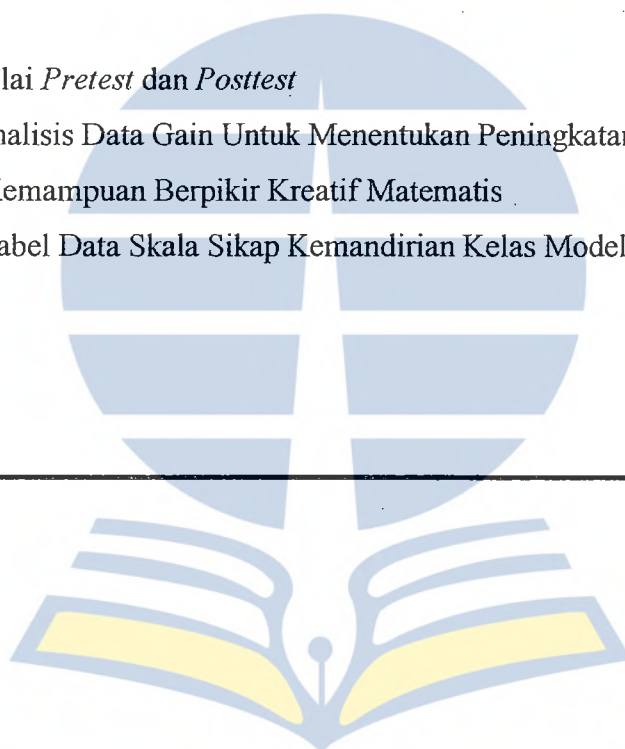 lai Pretest dan Posttest
nalisis Data Gain Untuk Menentukan Peningkatan
Kemampuan Berpikir Kreatif Matematis
abel Data Skala Sikap Kemandirian Kelas Model